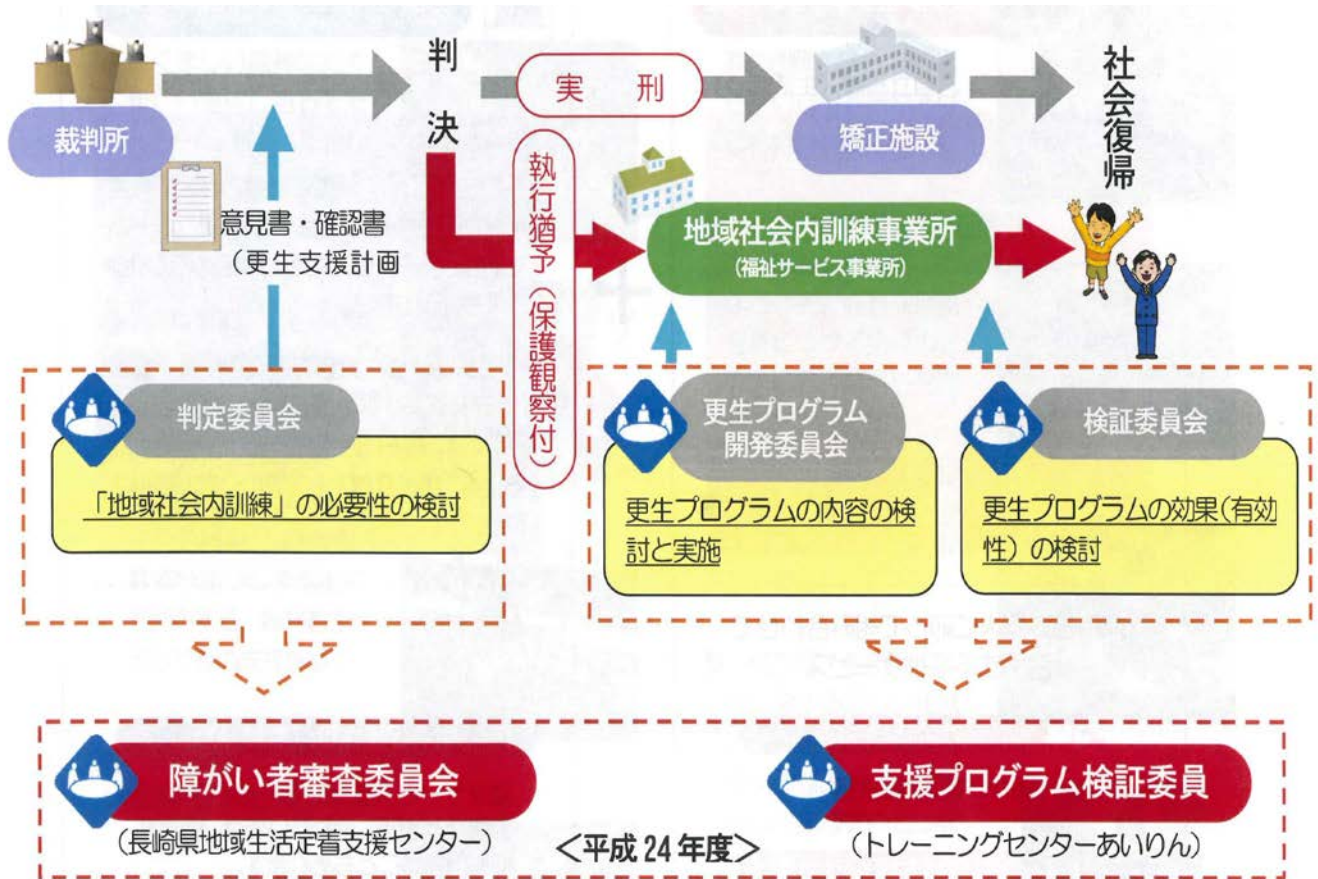 裁判所
判決
実 刑
矯正施設
社会復帰
意見書・確認書
(更生支援計画
執行猶予(保護観察付)
地域社会内訓練事業所
(福祉サービス事業所)
判定委員会
「地域社会内訓練」の必要性の検討
更生プログラム
開発委員会
更生プログラムの内容の検
討と実施
検証委員会
更生プログラムの効果(有効
性)の検討
障がい者審査委員会
(長崎県地域生活定着支援センター)
<平成24年度>
支援プログラム検証委員
(トレーニングセンターあいりん)